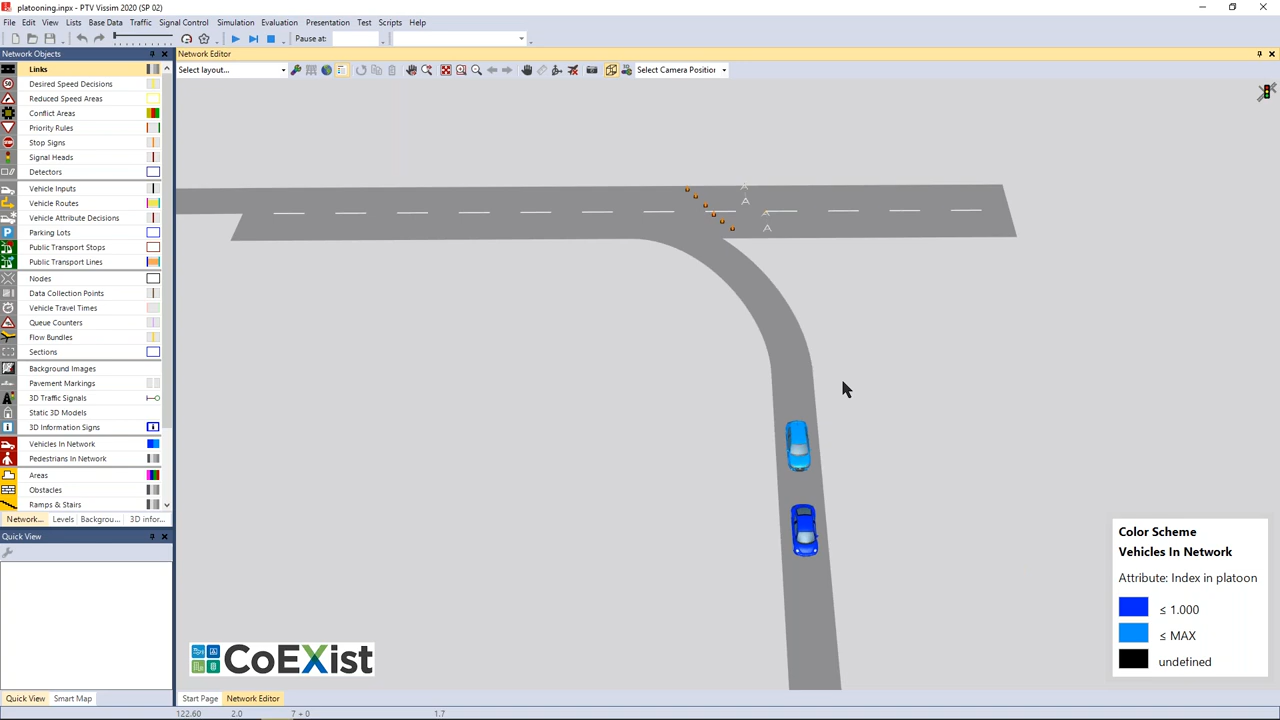 platooning.inpx - PTV Vissim 2020 (SP 02)
File Edit View Lists Base Data Traffic Signal Control Simulation Evaluation Presentation Test Scripts Help
Pause at:
Network Objects
Network Editor
Select layout...
Select Camera Position
Links
Desired Speed Decisions
Reduced Speed Areas
Conflict Areas
Priority Rules
Stop Signs
Signal Heads
Detectors
Vehicle Inputs
Vehicle Routes
Vehicle Attribute Decisions
Parking Lots
Public Transport Stops
Public Transport Lines
Nodes
Data Collection Points
Vehicle Travel Times
Queue Counters
Flow Bundles
Sections
Background Images
Pavement Markings
3D Traffic Signals
Static 3D Models
3D Information Signs
Vehicles In Network
Pedestrians In Network
Areas
Obstacles
Ramps & Stairs
Network... Levels Backgrou... 3D infor...
Quick View
Color Scheme
Vehicles In Network
Attribute: Index in platoon
≤ 1.000
≤ MAX
undefined
CoEXist
Quick View Smart Map
Start Page Network Editor
122.60 2.0 7 + 0 1.7